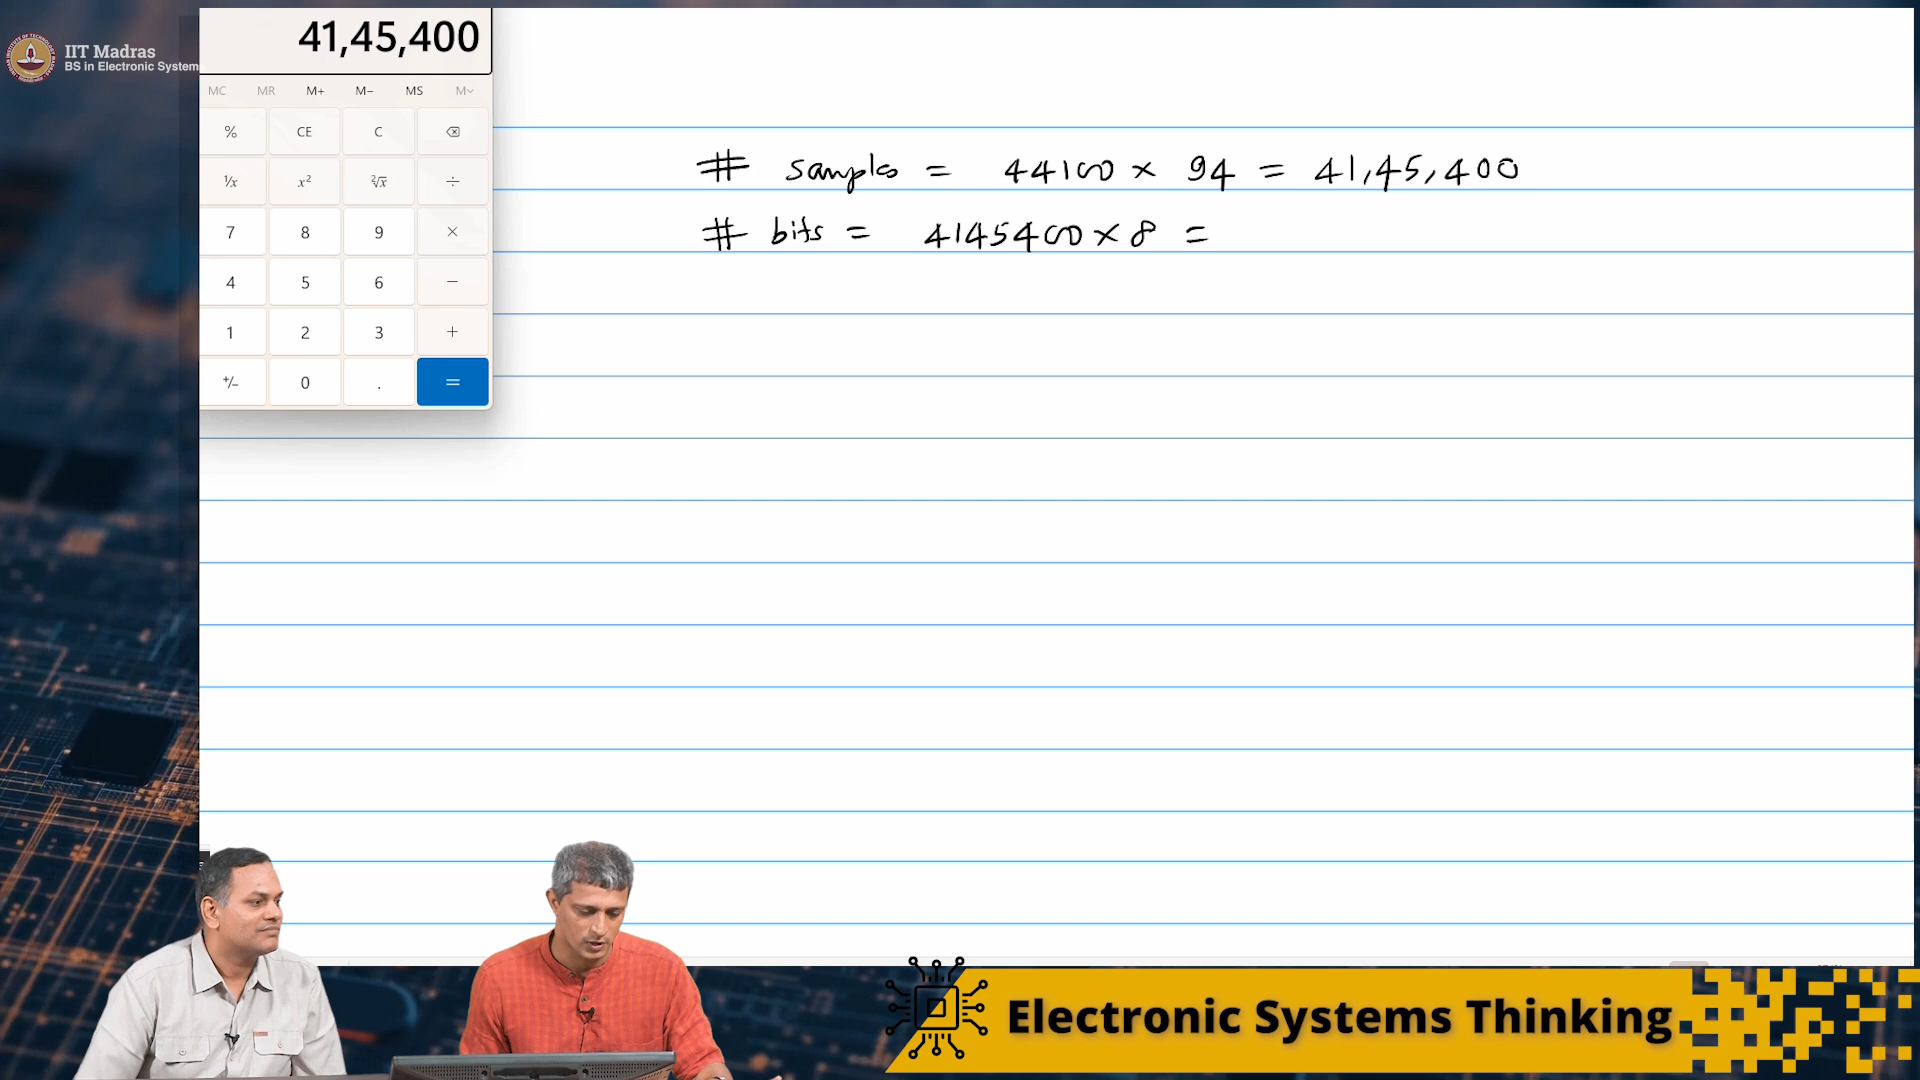 IIT Madras
BS in Electronic System
41,45,400
MC MR M+ M− MS M˅
% CE C ⌫
¹/x x² ²√x ÷
7 8 9 ×
4 5 6 −
1 2 3 +
+/− 0 . =
# samples = 44100 × 94 = 41,45,400
# bits = 4145400 × 8 =
Electronic Systems Thinking